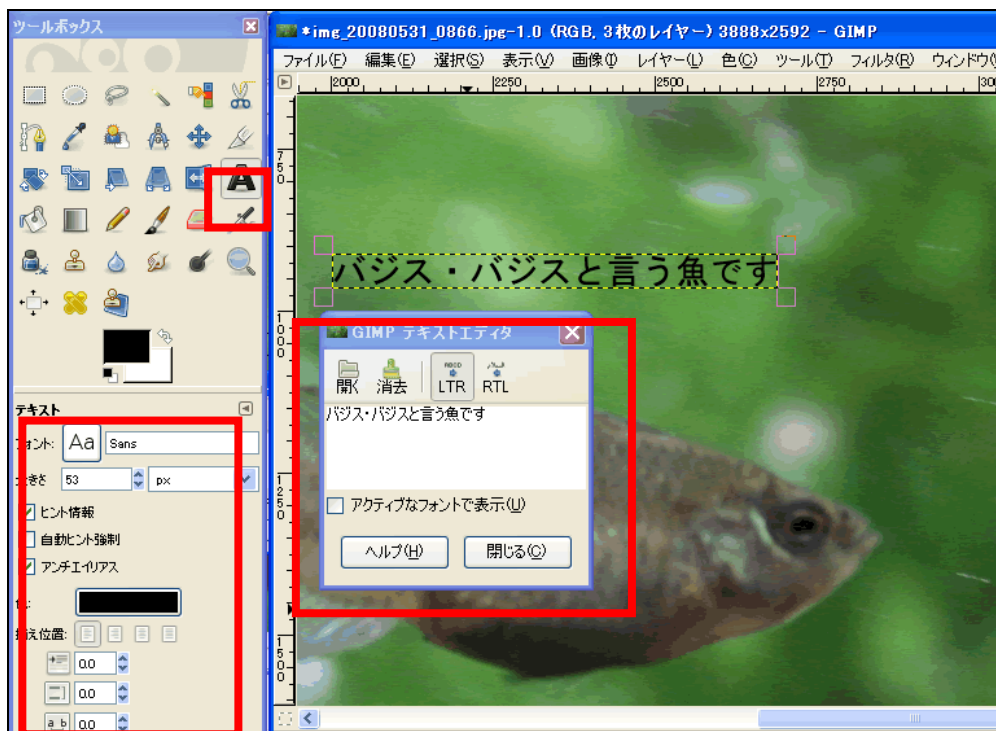 ツールボックス
*img_20080531_0866.jpg-1.0 (RGB, 3枚のレイヤー) 3888x2592 – GIMP
ファイル(F) 編集(E) 選択(S) 表示(V) 画像(I) レイヤー(L) 色(C) ツール(T) フィルタ(R) ウィンドウ(
2000 2250 2500 2750
750
バジス・バジスと言う魚です
1000
GIMP テキストエディタ
開く 消去 LTR RTL
バジス・バジスと言う魚です
アクティブなフォントで表示(U)
ヘルプ(H) 閉じる(C)
1250
1500
テキスト
フォント: Aa Sans
大きさ 53 px
ヒント情報
自動ヒント強制
アンチエイリアス
色:
揃え位置:
0.0
0.0
a b 0.0